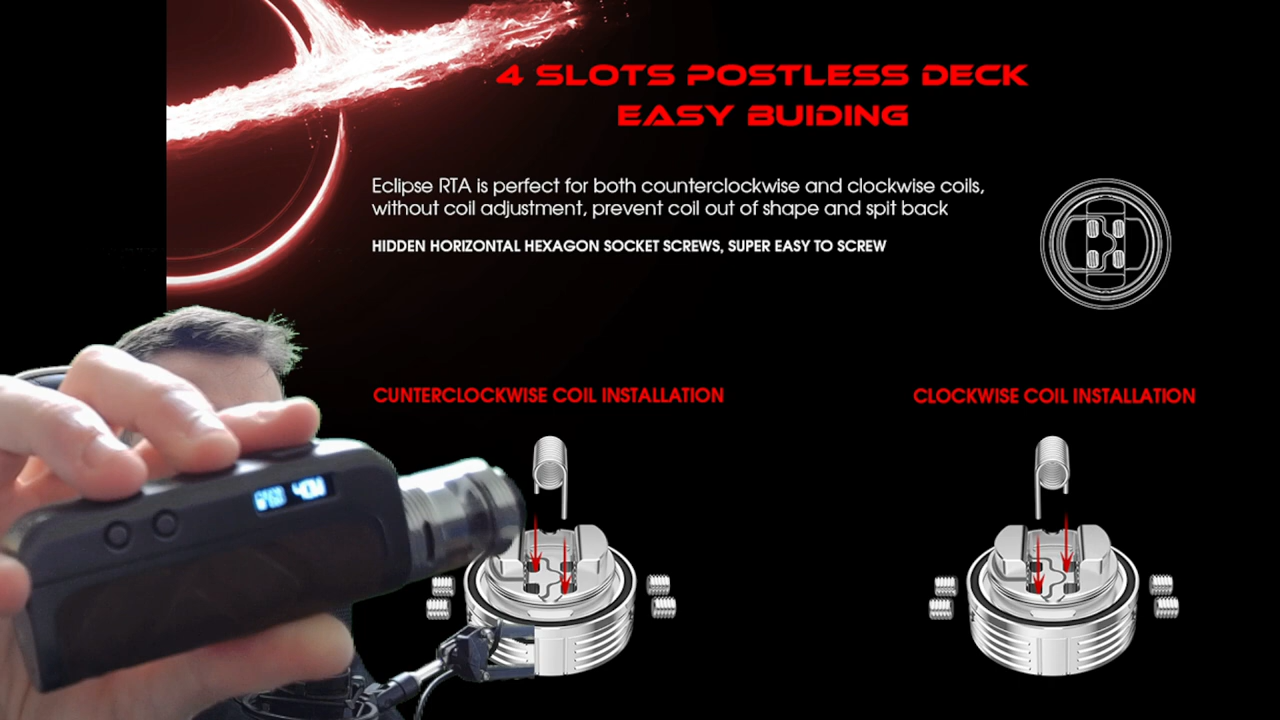 4 SLOTS POSTLESS DECK
EASY BUIDING
Eclipse RTA is perfect for both counterclockwise and clockwise coils,
without coil adjustment, prevent coil out of shape and spit back
HIDDEN HORIZONTAL HEXAGON SOCKET SCREWS, SUPER EASY TO SCREW
CUNTERCLOCKWISE COIL INSTALLATION
CLOCKWISE COIL INSTALLATION